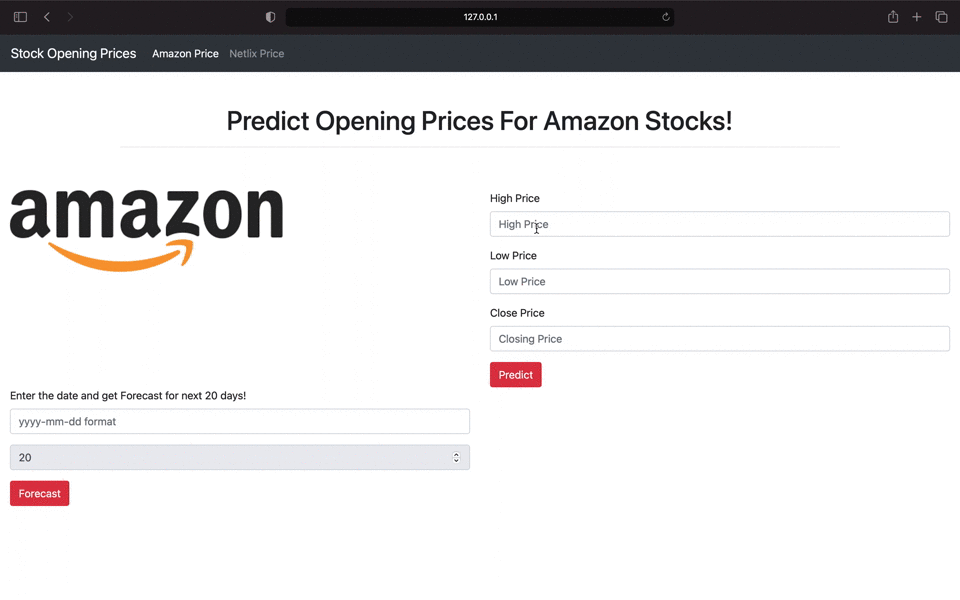 127.0.0.1
Stock Opening Prices Amazon Price Netlix Price
Predict Opening Prices For Amazon Stocks!
amazon
High Price
High Price
Low Price
Low Price
Close Price
Closing Price
Predict
Enter the date and get Forecast for next 20 days!
yyyy-mm-dd format
20
Forecast